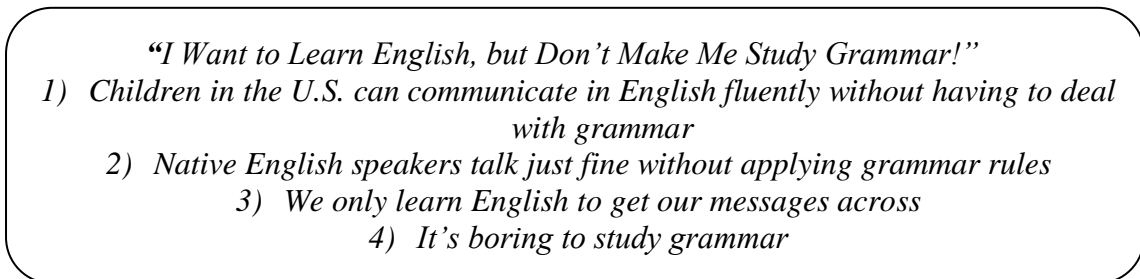 “I Want to Learn English, but Don’t Make Me Study Grammar!”
1) Children in the U.S. can communicate in English fluently without having to deal
with grammar
2) Native English speakers talk just fine without applying grammar rules
3) We only learn English to get our messages across
4) It’s boring to study grammar